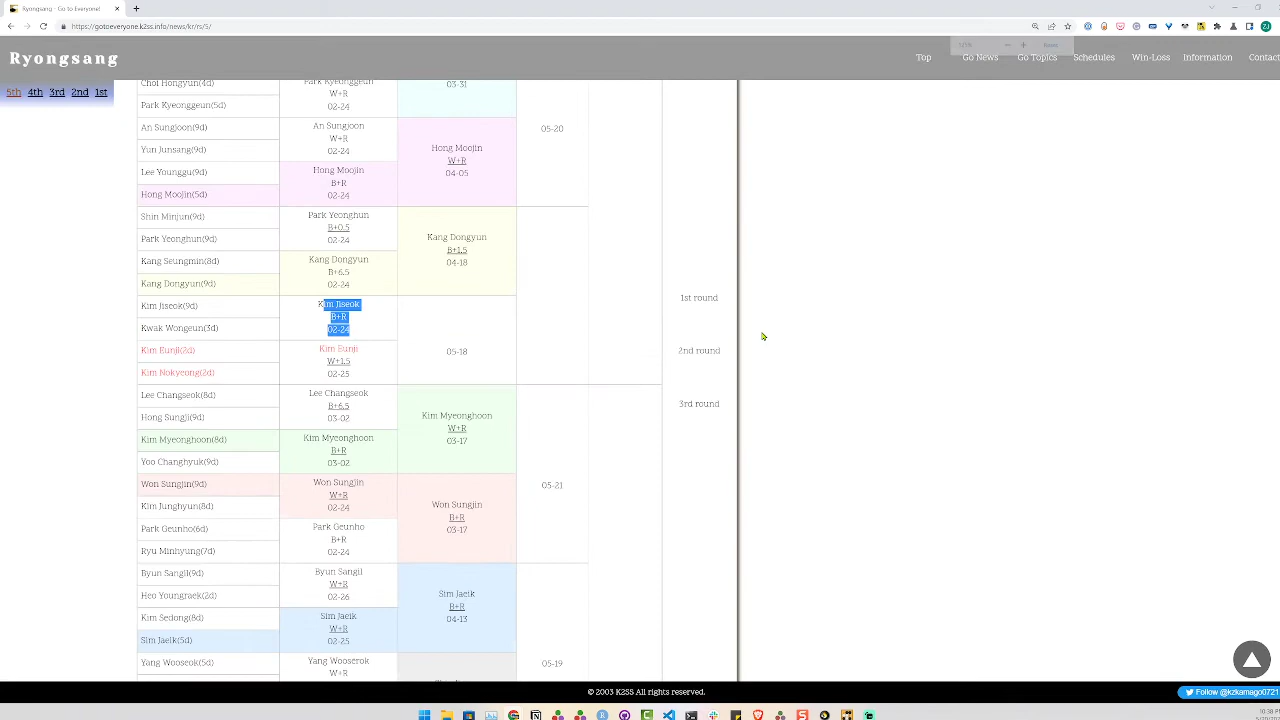 Ryongsang - Go to Everyone!
https://gotoeveryone.k2ss.info/news/kr/rs/5/
Ryongsang
Top
Go News
Go Topics
Schedules
Win-Loss
Information
Contact
5th 4th 3rd 2nd 1st
Choi Hongyun(4d)
Park Kyeonggeun(5d)
Park Kyeonggeun
W+R
02-24
03-31
An Sungjoon(9d)
Yun Junsang(9d)
An Sungjoon
W+R
02-24
Lee Younggu(9d)
Hong Moojin(5d)
Hong Moojin
B+R
02-24
Hong Moojin
W+R
04-05
05-20
Shin Minjun(9d)
Park Yeonghun(9d)
Park Yeonghun
B+0.5
02-24
Kang Seungmin(8d)
Kang Dongyun(9d)
Kang Dongyun
B+6.5
02-24
Kang Dongyun
B+1.5
04-18
Kim Jiseok(9d)
Kwak Wongeun(3d)
Kim Jiseok
B+R
02-24
Kim Eunji(2d)
Kim Nokyeong(2d)
Kim Eunji
W+1.5
02-25
05-18
Lee Changseok(8d)
Hong Sungji(9d)
Lee Changseok
B+6.5
03-02
Kim Myeonghoon(8d)
Yoo Changhyuk(9d)
Kim Myeonghoon
B+R
03-02
Kim Myeonghoon
W+R
03-17
Won Sungjin(9d)
Kim Junghyun(8d)
Won Sungjin
W+R
02-24
Park Geunho(6d)
Ryu Minhyung(7d)
Park Geunho
B+R
02-24
Won Sungjin
B+R
03-17
05-21
Byun Sangil(9d)
Heo Youngraek(2d)
Byun Sangil
W+R
02-26
Kim Sedong(8d)
Sim Jaeik(5d)
Sim Jaeik
W+R
02-25
Sim Jaeik
B+R
04-13
05-19
Yang Wooseok(5d)
Yang Wooserok
W+R
1st round
2nd round
3rd round
© 2003 K2SS All rights reserved.
Follow @kzkamago0721
10:38 PM